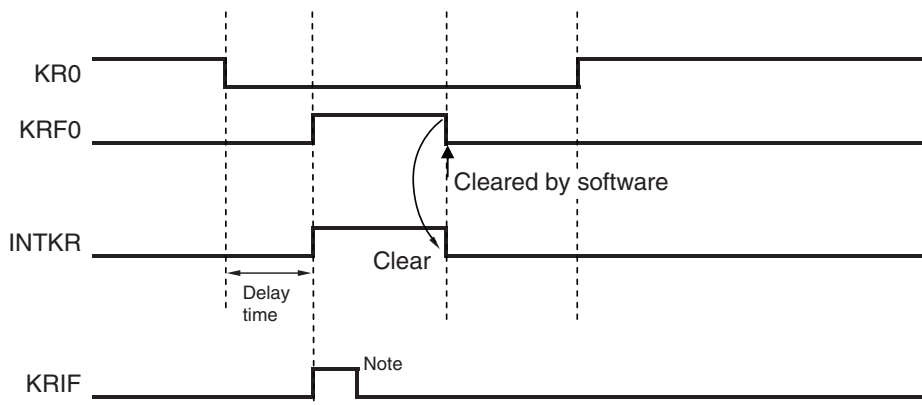 KR0
KRF0
Cleared by software
INTKR
Clear
Delay
time
Note
KRIF